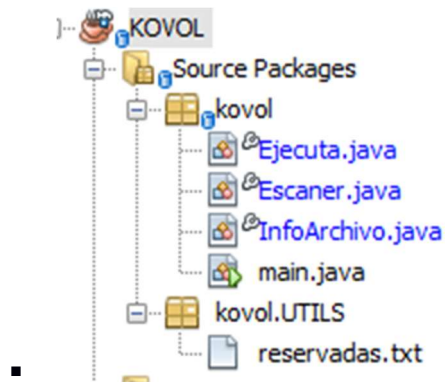 KOVOL
Source Packages
kovol
Ejecuta.java
Escaner.java
InfoArchivo.java
main.java
kovol.UTILS
reservadas.txt